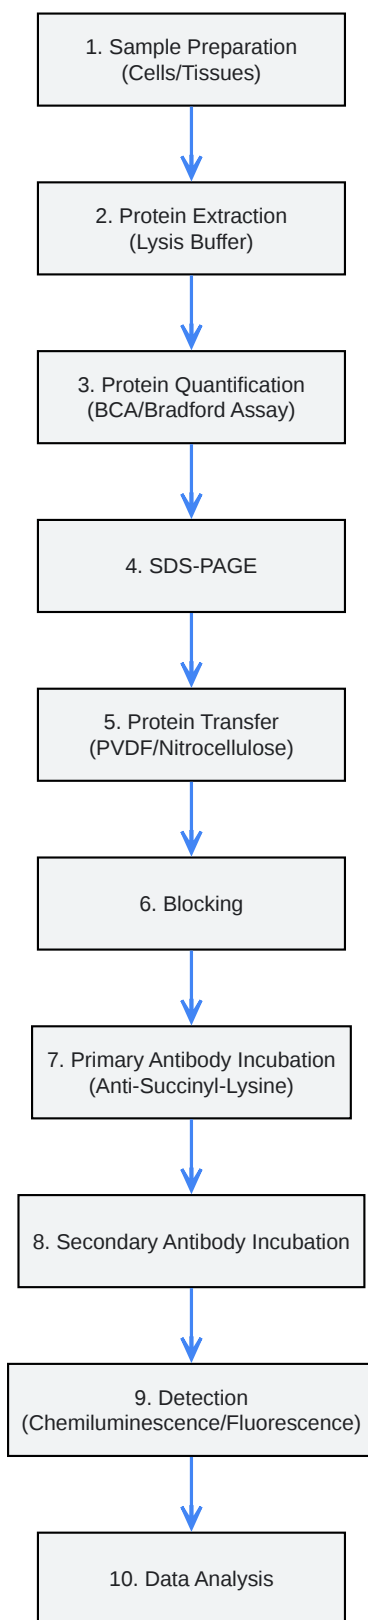 1. Sample Preparation
(Cells/Tissues)
2. Protein Extraction
(Lysis Buffer)
3. Protein Quantification
(BCA/Bradford Assay)
4. SDS-PAGE
5. Protein Transfer
(PVDF/Nitrocellulose)
6. Blocking
7. Primary Antibody Incubation
(Anti-Succinyl-Lysine)
8. Secondary Antibody Incubation
9. Detection
(Chemiluminescence/Fluorescence)
10. Data Analysis